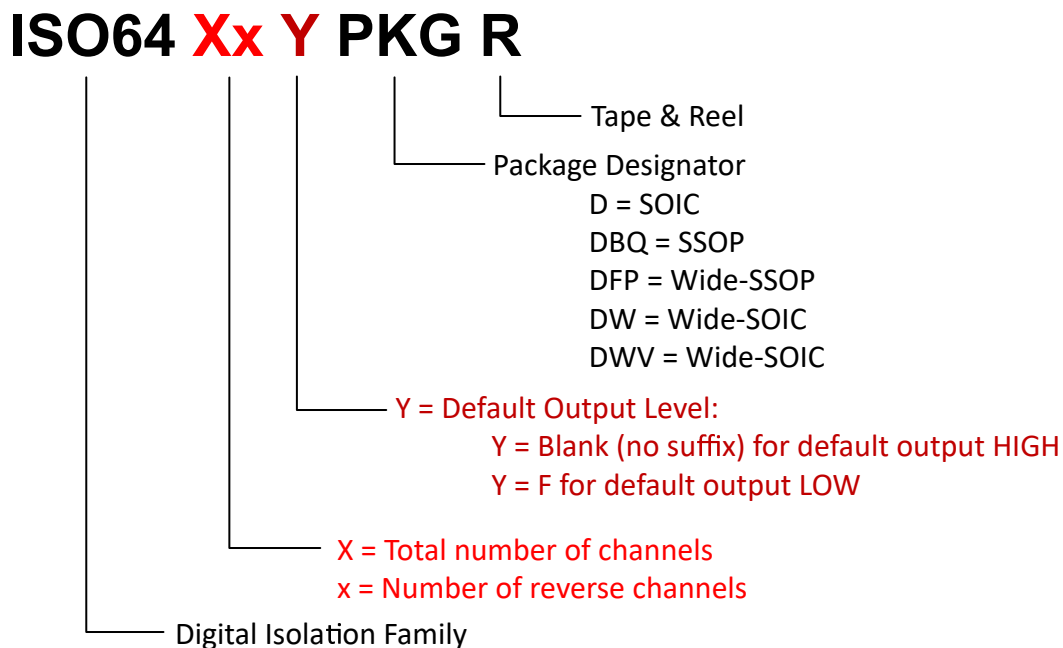 ISO64 Xx Y PKG R
Tape & Reel
Package Designator
D = SOIC
DBQ = SSOP
DFP = Wide-SSOP
DW = Wide-SOIC
DWV = Wide-SOIC
Y = Default Output Level:
Y = Blank (no suffix) for default output HIGH
Y = F for default output LOW
X = Total number of channels
x = Number of reverse channels
Digital Isolation Family